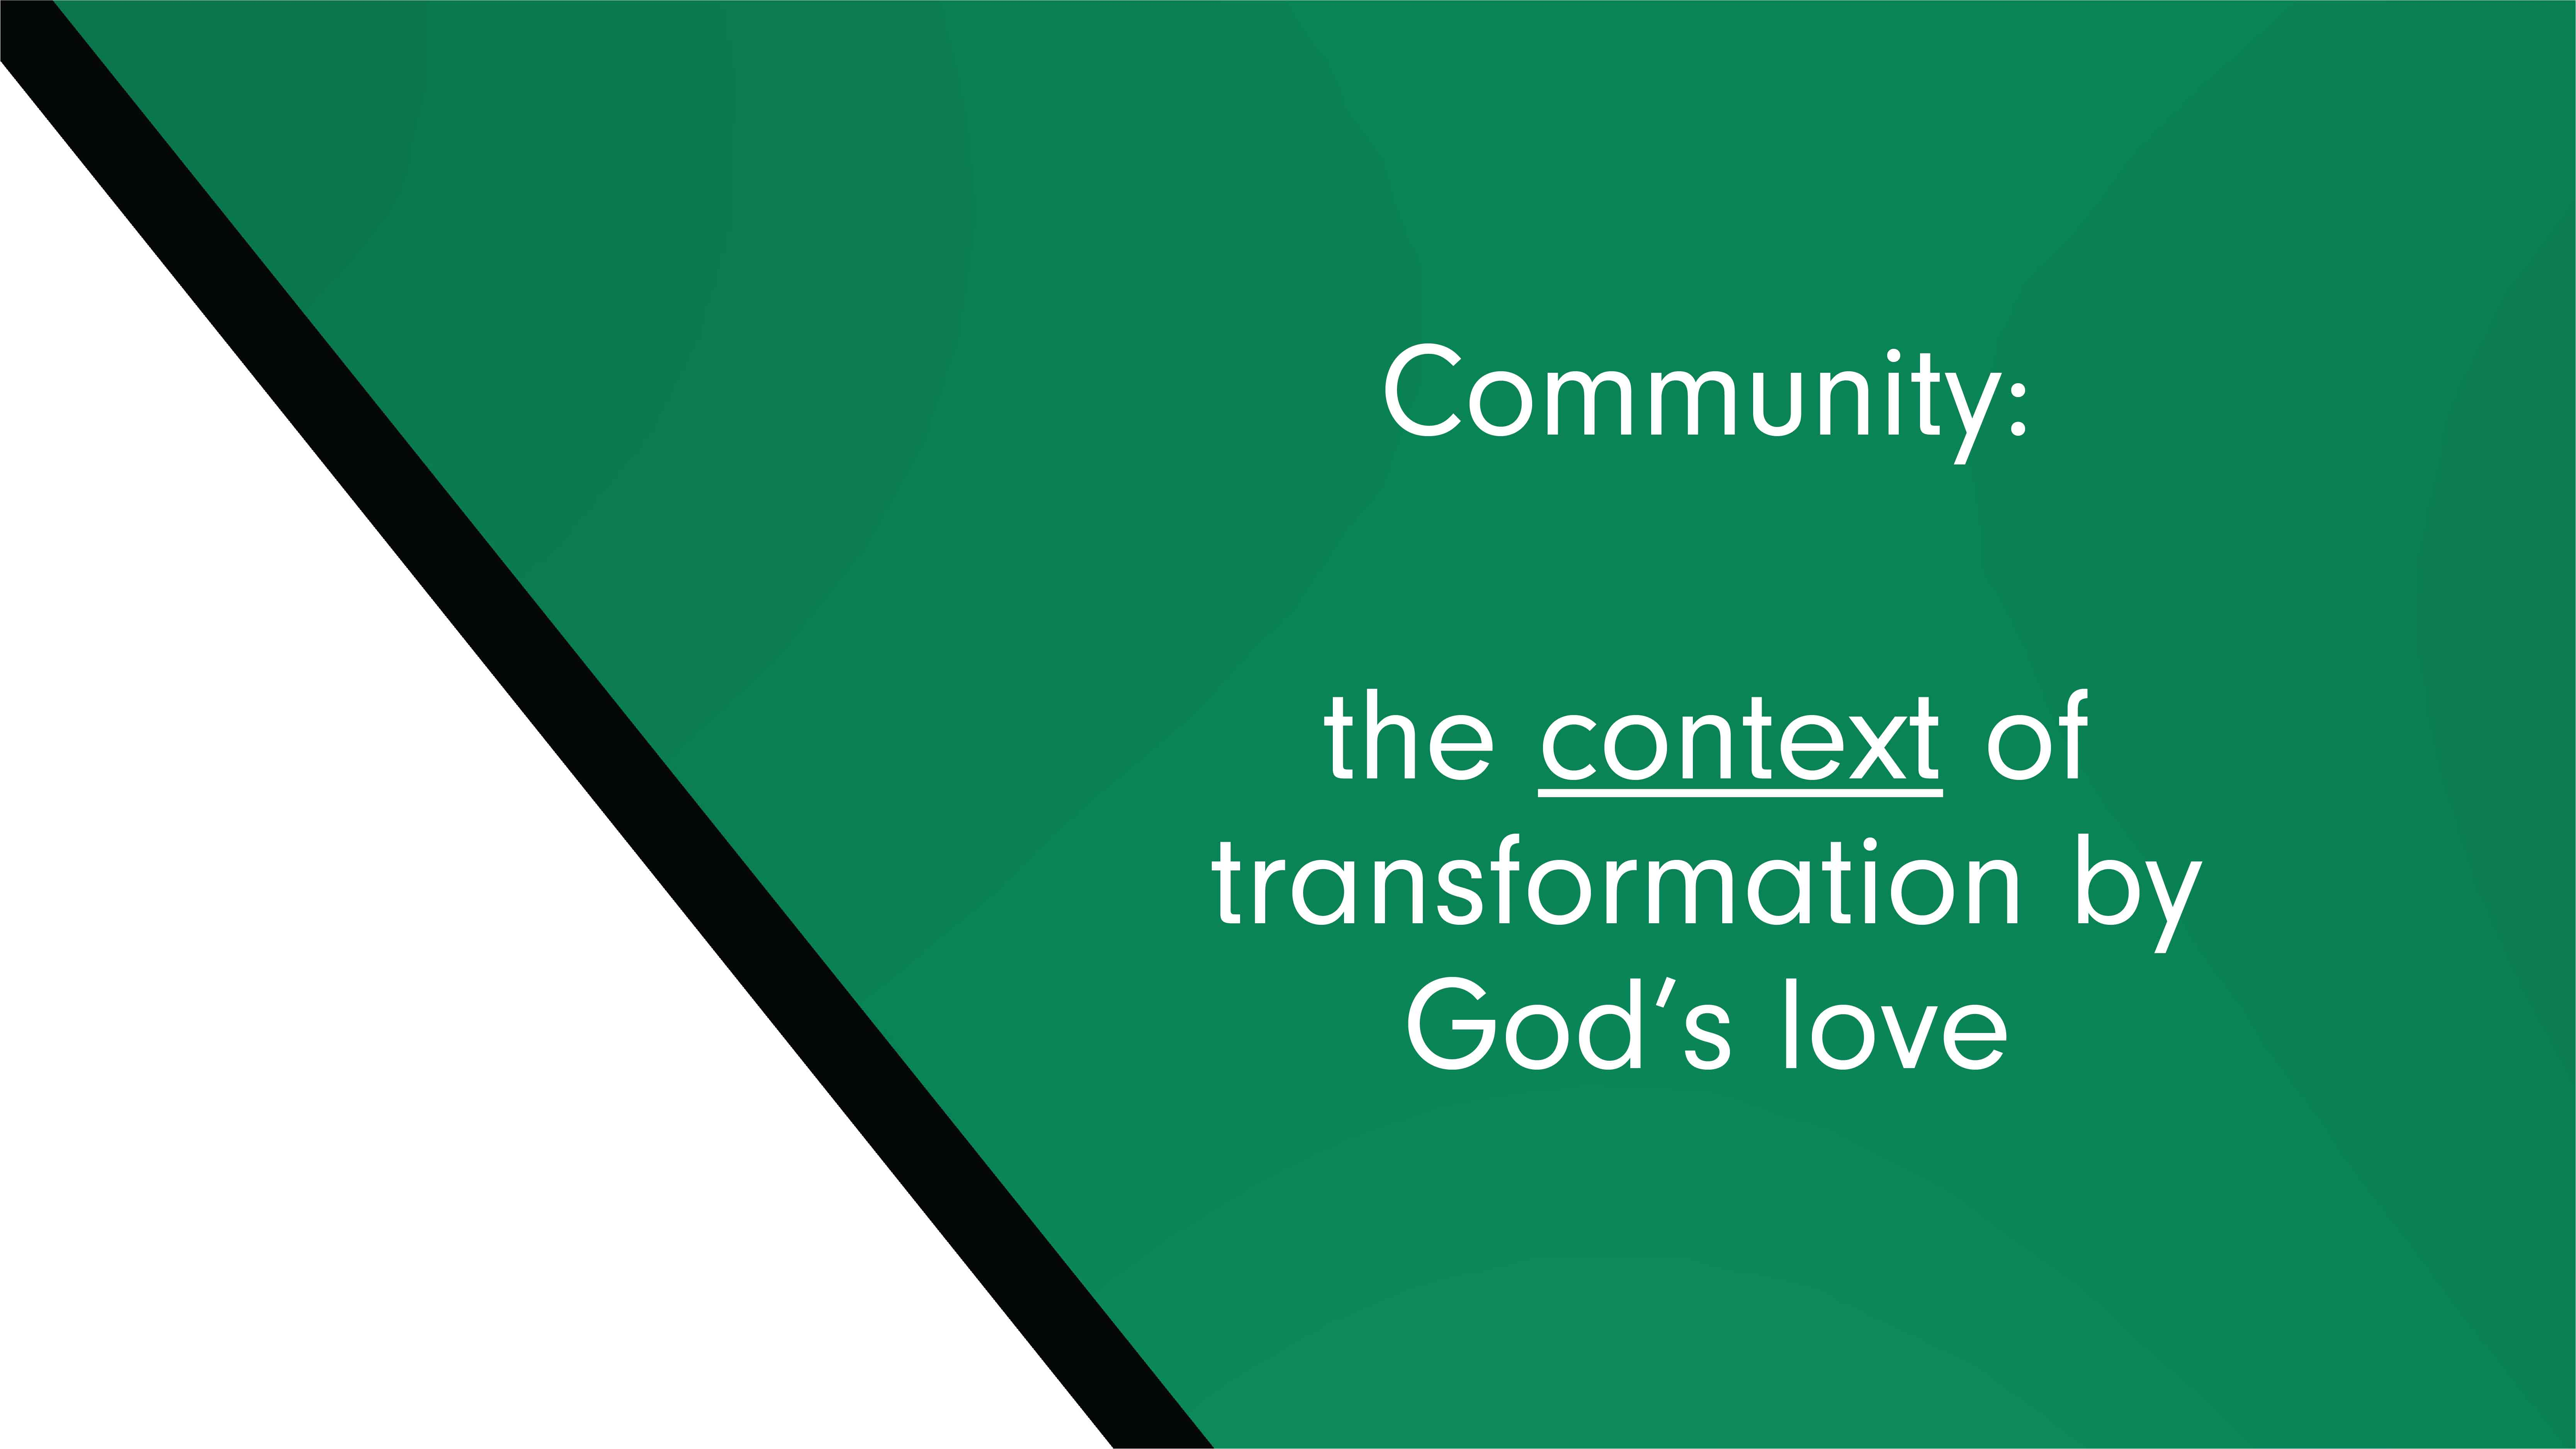 Community:
the context of
transformation by
God’s love